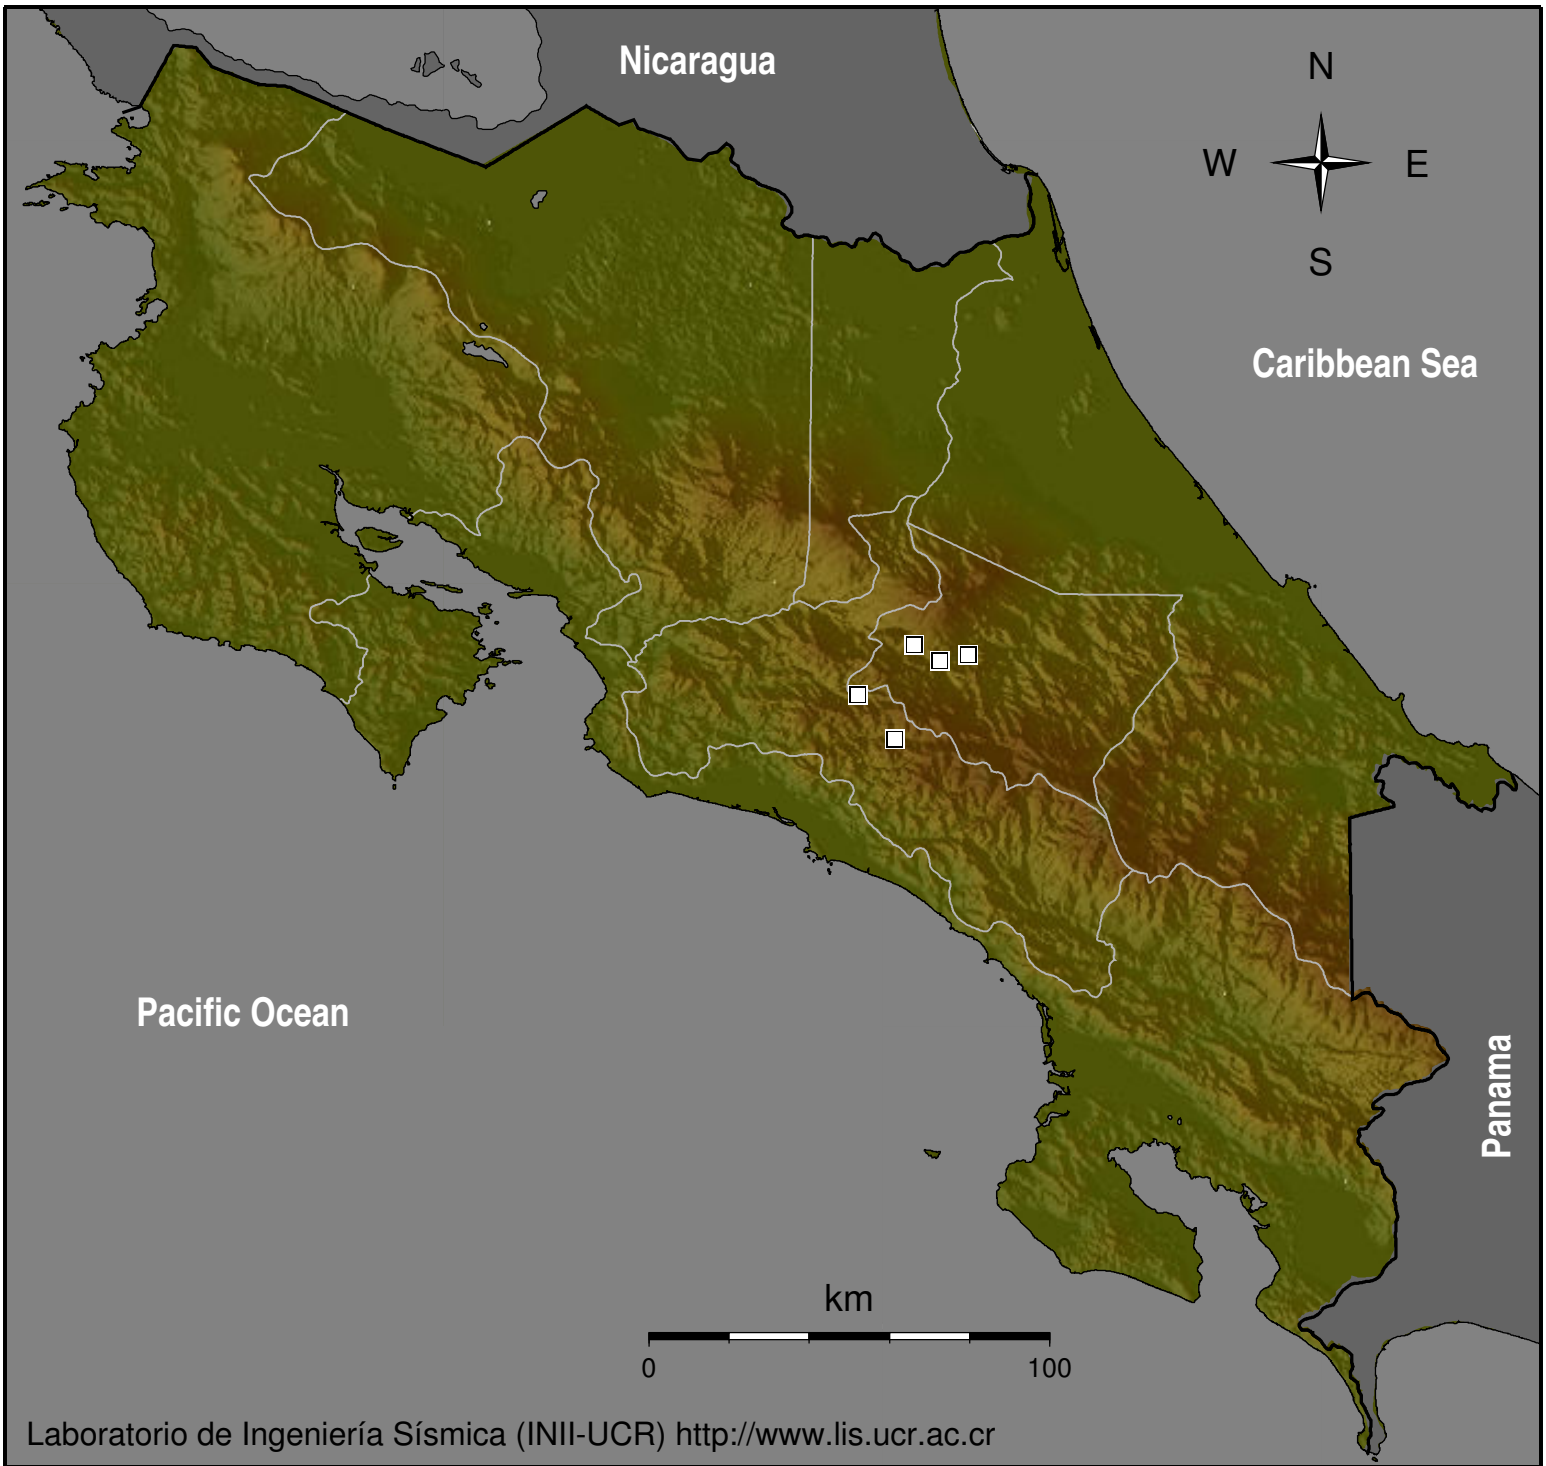 Nicaragua
N
W
E
S
Caribbean Sea
Pacific Ocean
Panama
km
0
100
Laboratorio de Ingeniería Sísmica (INII-UCR) http://www.lis.ucr.ac.cr